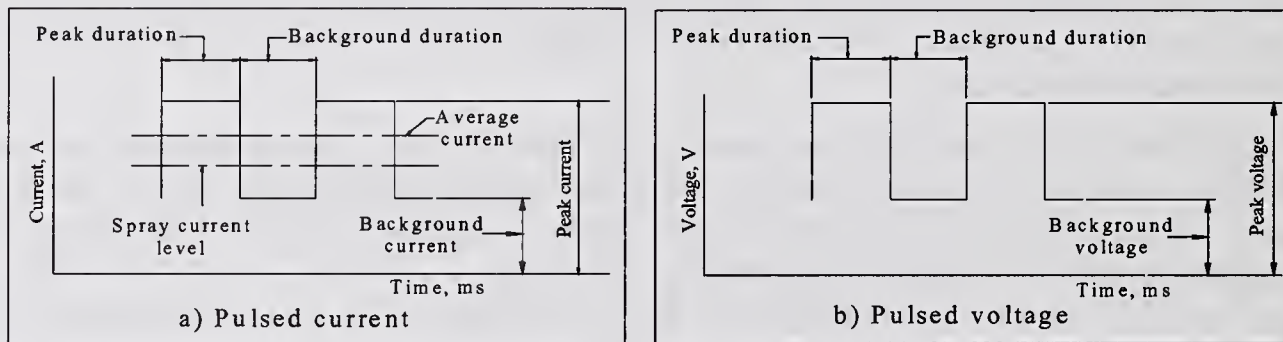 Peak duration
Background duration
Average
current
Current, A
Peak current
Spray current
level
Background
current
Time, ms
a) Pulsed current
Peak duration
Background duration
Voltage, V
Peak voltage
Background
voltage
Time, ms
b) Pulsed voltage